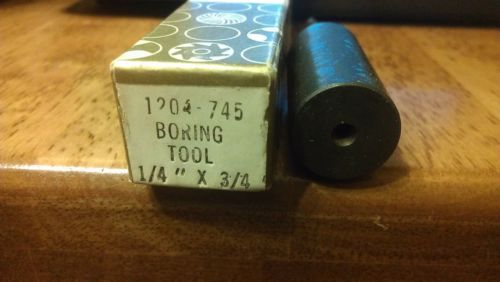 1204-745
BORING
TOOL
1/4" X 3/4"